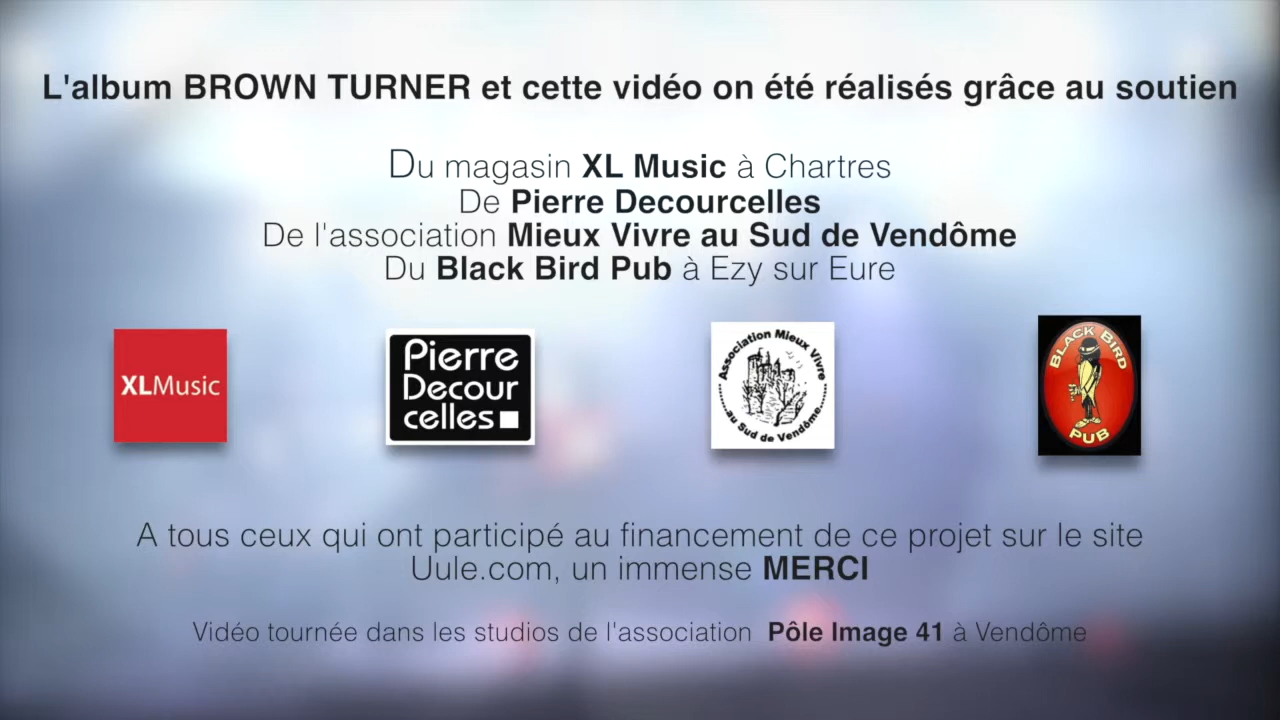 L'album BROWN TURNER et cette vidéo on été réalisés grâce au soutien
Du magasin XL Music à Chartres
De Pierre Decourcelles
De l'association Mieux Vivre au Sud de Vendôme
Du Black Bird Pub à Ezy sur Eure
XLMusic
Pierre
Decour
celles
Association Mieux Vivre
au Sud de Vendôme
BLACK BIRD
PUB
A tous ceux qui ont participé au financement de ce projet sur le site
Uule.com, un immense MERCI
Vidéo tournée dans les studios de l'association Pôle Image 41 à Vendôme